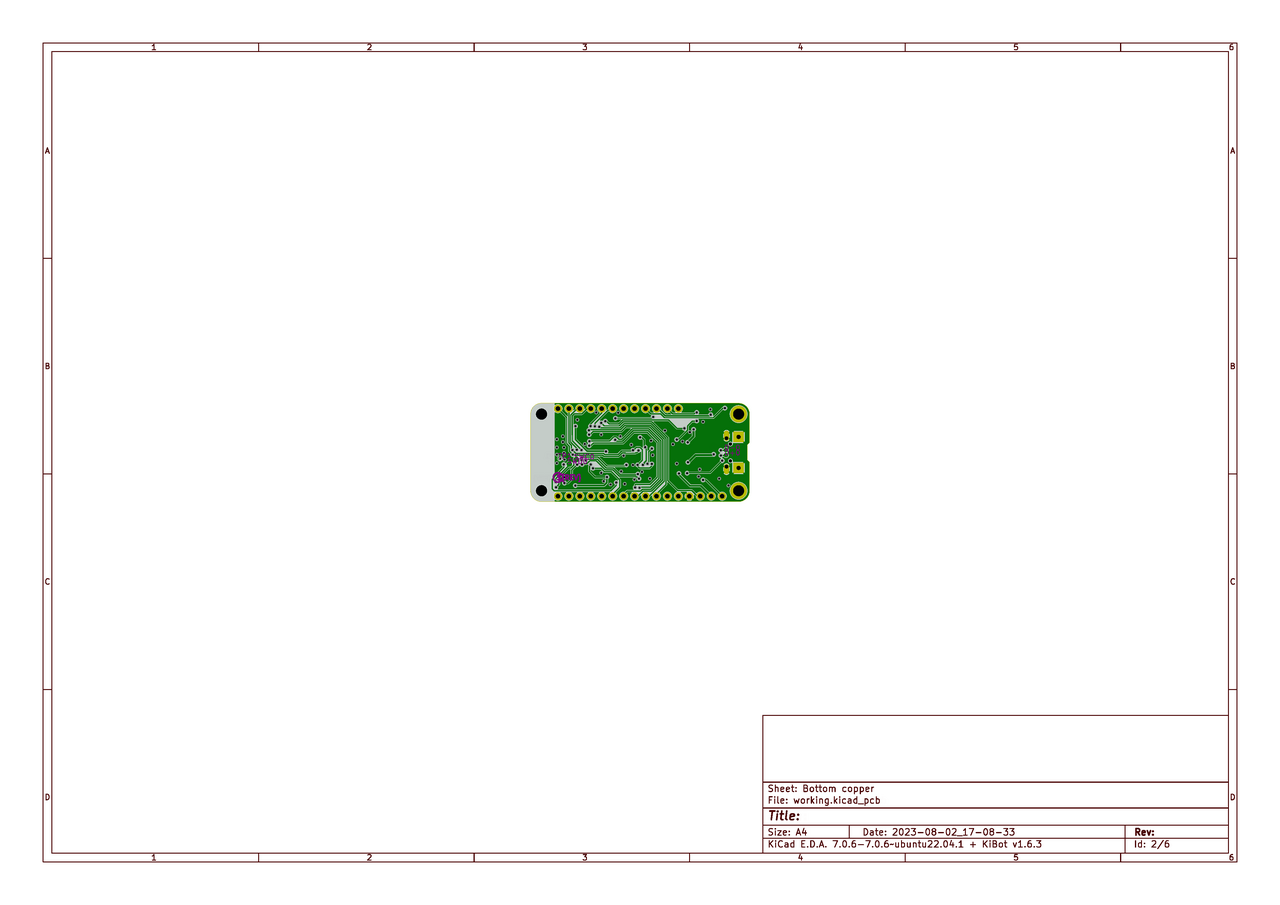 1 2 3 4 5 6
A A
B B
C C
D D
Sheet: Bottom copper
File: working.kicad_pcb
Title:
Size: A4 Date: 2023-08-02_17-08-33 Rev:
KiCad E.D.A. 7.0.6-7.0.6~ubuntu22.04.1 + KiBot v1.6.3 Id: 2/6
1 2 3 4 5 6